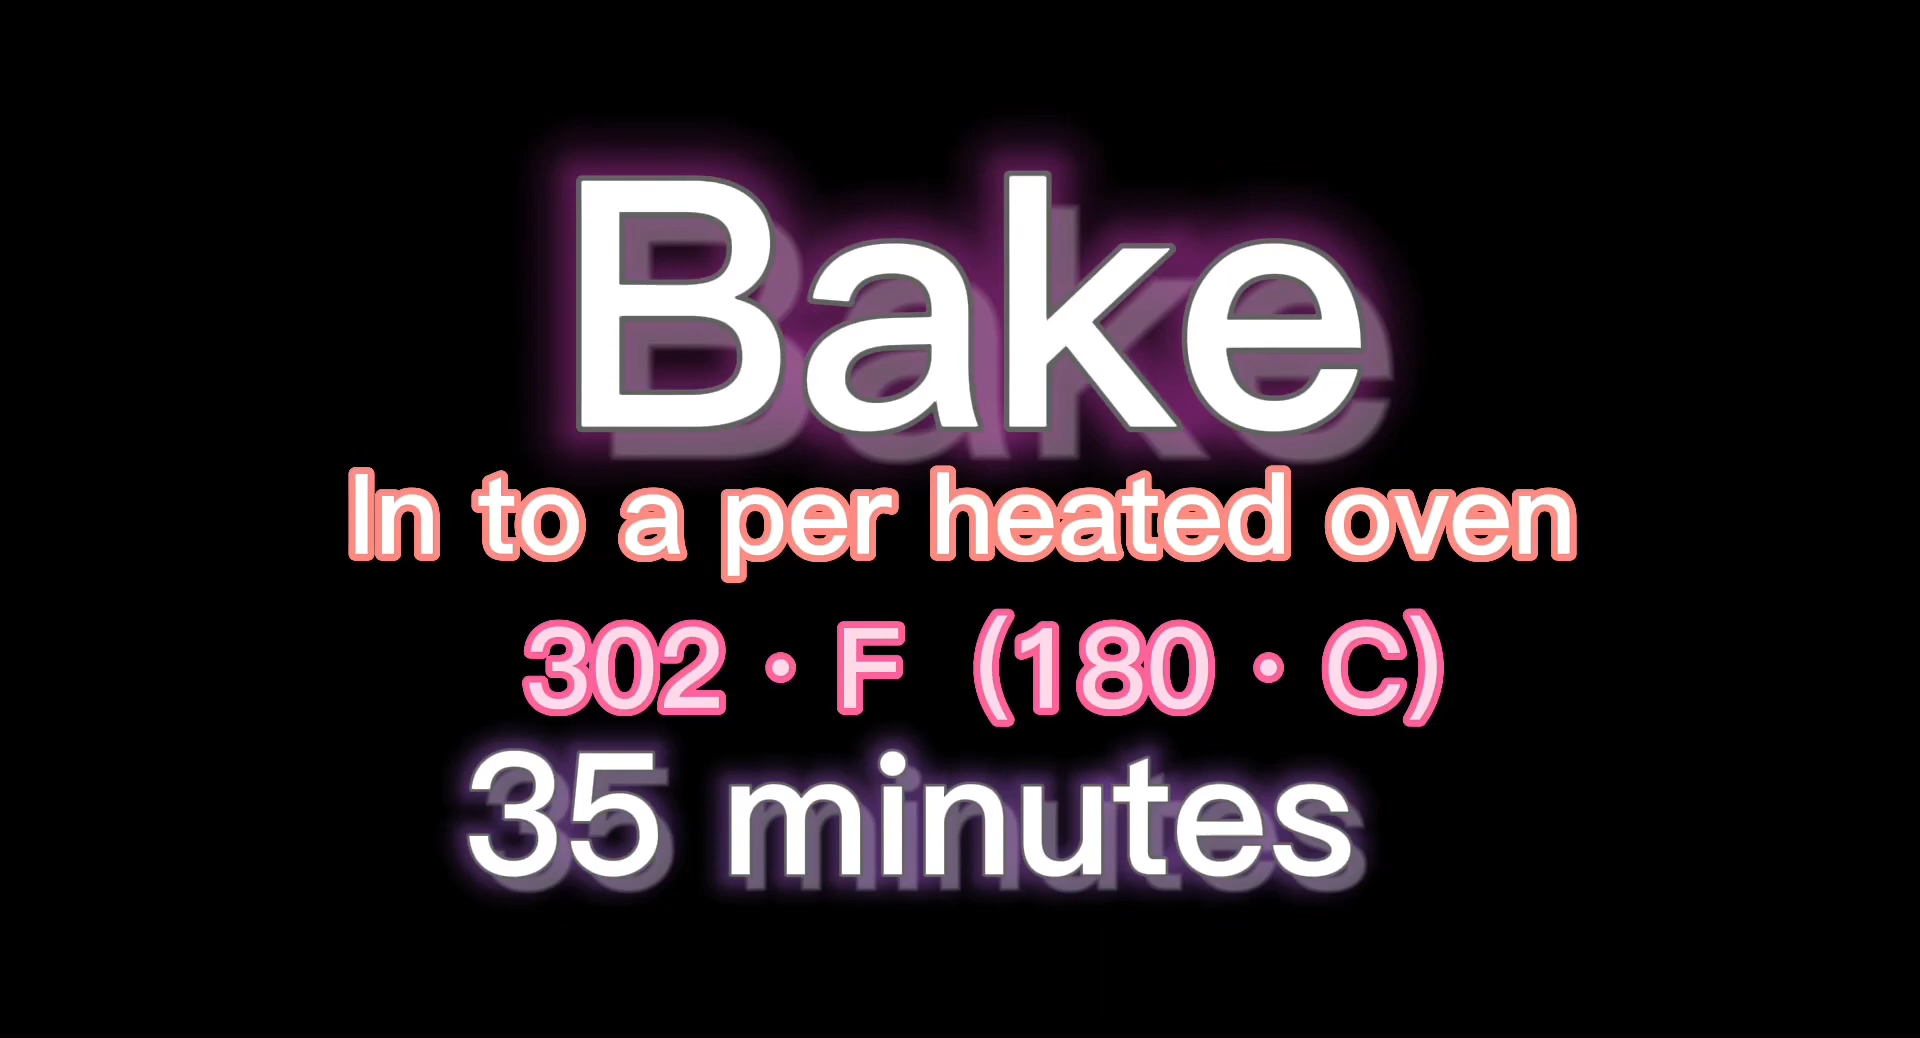 Bake
In to a per heated oven
302・F (180・C)
35 minutes